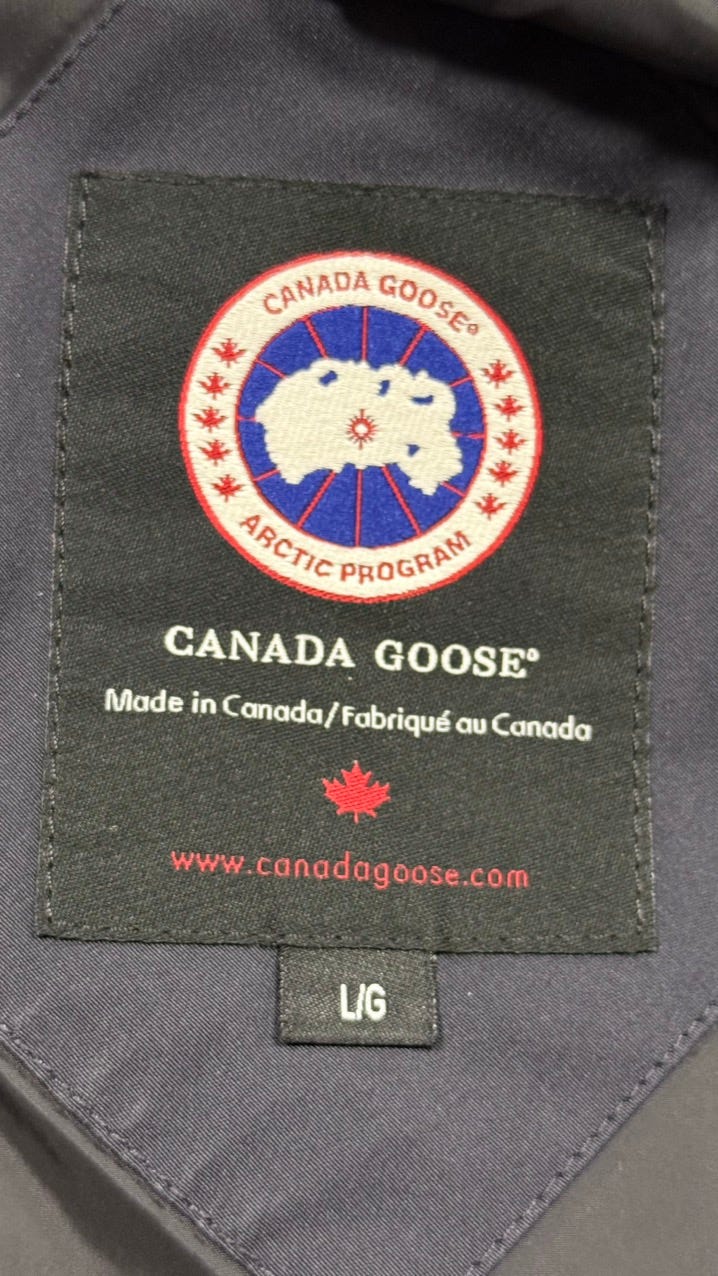 CANADA GOOSE®
ARCTIC PROGRAM
CANADA GOOSE®
Made in Canada/Fabriqué au Canada
www.canadagoose.com
L/G